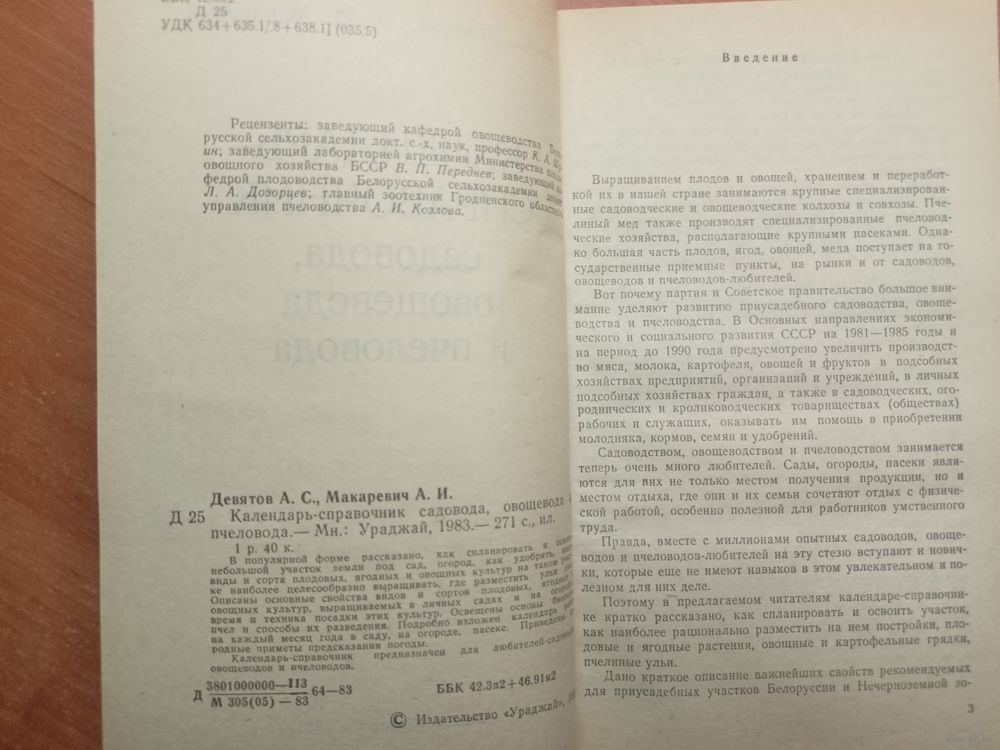 Д 25
УДК 634+635.1/.8+638.1] (035.5)
Рецензенты: заведующий кафедрой овощеводства
русской сельхозакадемии докт. с.-х. наук, профессор К. А.
ин; заведующий лабораторией агрохимии Министерства
овощного хозяйства БССР В. П. Переднев; заведующий
федрой плодоводства Белорусской сельхозакадемии
Л. А. Дозорцев; главный зоотехник Гродненского областного
управления пчеловодства А. И. Козлова.
садовода,
овощевода
и пчеловода
Девятов А. С., Макаревич А. И.
Д 25 Календарь-справочник садовода, овощевода и
пчеловода.— Мн.: Ураджай, 1983.— 271 с., ил.
1 р. 40 к.
В популярной форме рассказано, как спланировать и
небольшой участок земли под сад, огород, как удобрять,
виды и сорта плодовых, ягодных и овощных культур на таком
ке наиболее целесообразно выращивать, где разместить ульи
Описаны основные свойства видов и сортов плодовых, ягодных
овощных культур, выращиваемых в личных садах и на
время и техника посадки этих культур. Освещены основы
пчел и способы их разведения. Подробно изложен календарь
на каждый месяц года в саду, на огороде, пасеке. Приведены
родные приметы предсказания погоды.
Календарь-справочник предназначен для любителей-садоводов,
овощеводов и пчеловодов.
Д 3801000000—113
М 305(05) — 83 64—83
ББК 42.3я2+46.91я2
© Издательство «Ураджай»,
Введение
Выращиванием плодов и овощей, хранением и переработ-
кой их в нашей стране занимаются крупные специализирован-
ные садоводческие и овощеводческие колхозы и совхозы. Пче-
линый мед также производят специализированные пчеловод-
ческие хозяйства, располагающие крупными пасеками. Одна-
ко большая часть плодов, ягод, овощей, меда поступает на го-
сударственные приемные пункты, на рынки и от садоводов,
овощеводов и пчеловодов-любителей.
Вот почему партия и Советское правительство большое вни-
мание уделяют развитию приусадебного садоводства, овоще-
водства и пчеловодства. В Основных направлениях экономи-
ческого и социального развития СССР на 1981—1985 годы и
на период до 1990 года предусмотрено увеличить производст-
во мяса, молока, картофеля, овощей и фруктов в подсобных
хозяйствах предприятий, организаций и учреждений, в личных
подсобных хозяйствах граждан, а также в садоводческих, ого-
роднических и кролиководческих товариществах (обществах)
рабочих и служащих, оказывать им помощь в приобретении
молодняка, кормов, семян и удобрений.
Садоводством, овощеводством и пчеловодством занимается
теперь очень много любителей. Сады, огороды, пасеки явля-
ются для них не только местом получения продукции, но и
местом отдыха, где они и их семьи сочетают отдых с физиче-
ской работой, особенно полезной для работников умственного
труда.
Правда, вместе с миллионами опытных садоводов, овоще-
водов и пчеловодов-любителей на эту стезю вступают и нович-
ки, которые еще не имеют навыков в этом увлекательном и по-
лезном для них деле.
Поэтому в предлагаемом читателям календаре-справочни-
ке кратко рассказано, как спланировать и освоить участок,
как наиболее рационально разместить на нем постройки, пло-
довые и ягодные растения, овощные и картофельные грядки,
пчелиные ульи.
Дано краткое описание важнейших свойств рекомендуемых
для приусадебных участков Белоруссии и Нечерноземной зо-
3